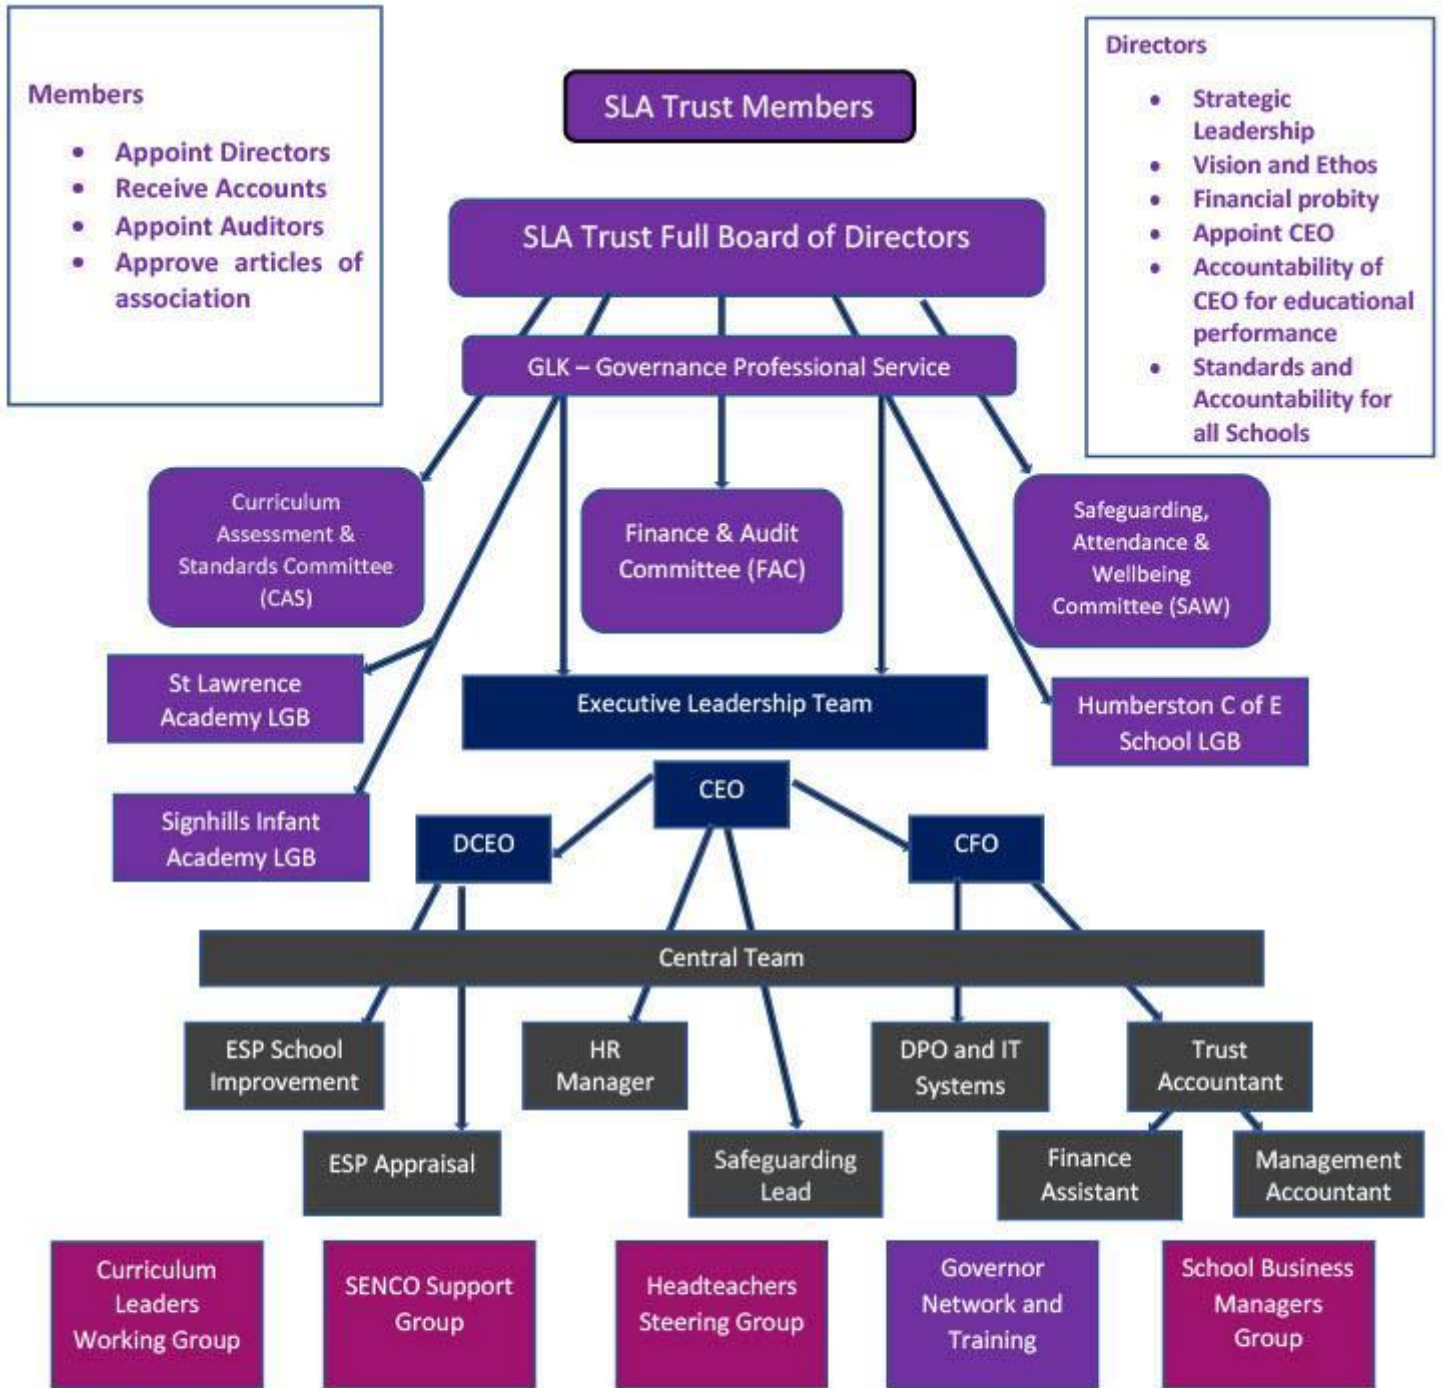 Members
• Appoint Directors
• Receive Accounts
• Appoint Auditors
• Approve articles of
association
SLA Trust Members
Directors
• Strategic
Leadership
• Vision and Ethos
• Financial probity
• Appoint CEO
• Accountability of
CEO for educational
performance
• Standards and
Accountability for
all Schools
SLA Trust Full Board of Directors
GLK – Governance Professional Service
Curriculum
Assessment &
Standards Committee
(CAS)
Finance & Audit
Committee (FAC)
Safeguarding,
Attendance &
Wellbeing
Committee (SAW)
St Lawrence
Academy LGB
Executive Leadership Team
Humberston C of E
School LGB
Signhills Infant
Academy LGB
CEO
DCEO
CFO
Central Team
ESP School
Improvement
HR
Manager
DPO and IT
Systems
Trust
Accountant
ESP Appraisal
Safeguarding
Lead
Finance
Assistant
Management
Accountant
Curriculum
Leaders
Working Group
SENCO Support
Group
Headteachers
Steering Group
Governor
Network and
Training
School Business
Managers
Group